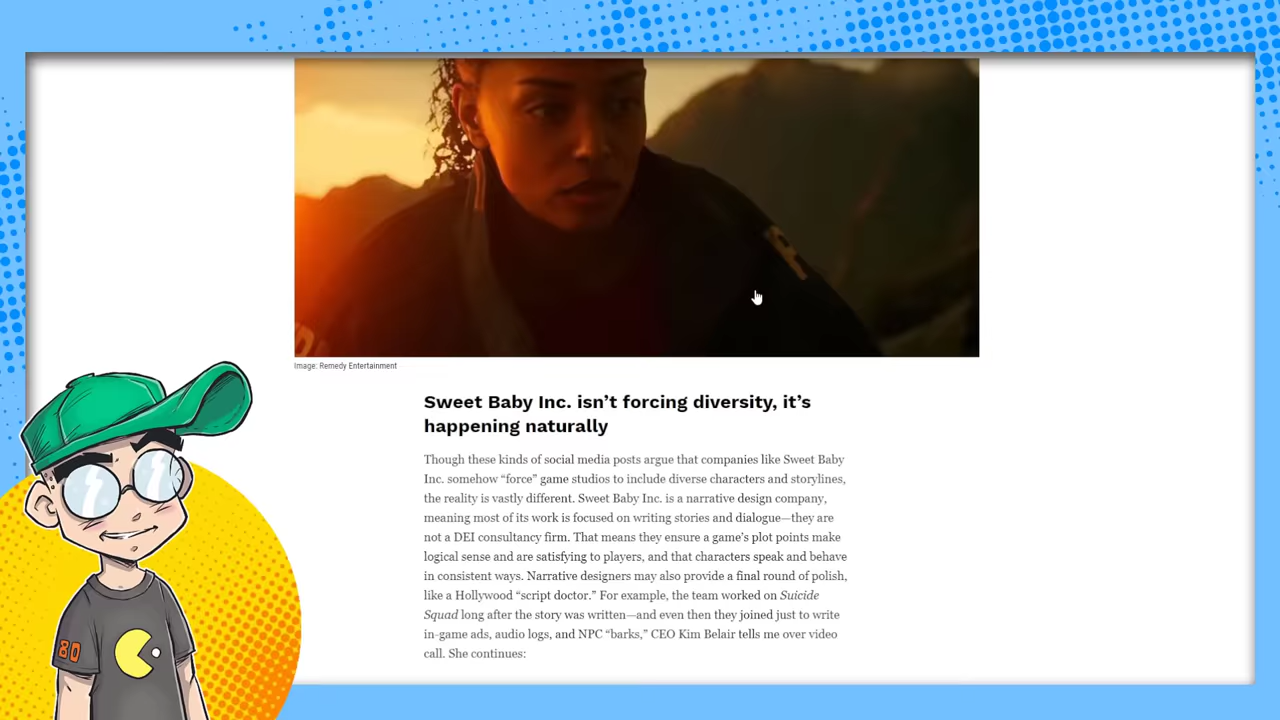 Image: Remedy Entertainment
Sweet Baby Inc. isn’t forcing diversity, it’s
happening naturally
Though these kinds of social media posts argue that companies like Sweet Baby
Inc. somehow “force” game studios to include diverse characters and storylines,
the reality is vastly different. Sweet Baby Inc. is a narrative design company,
meaning most of its work is focused on writing stories and dialogue—they are
not a DEI consultancy firm. That means they ensure a game’s plot points make
logical sense and are satisfying to players, and that characters speak and behave
in consistent ways. Narrative designers may also provide a final round of polish,
like a Hollywood “script doctor.” For example, the team worked on Suicide
Squad long after the story was written—and even then they joined just to write
in-game ads, audio logs, and NPC “barks,” CEO Kim Belair tells me over video
call. She continues:
80